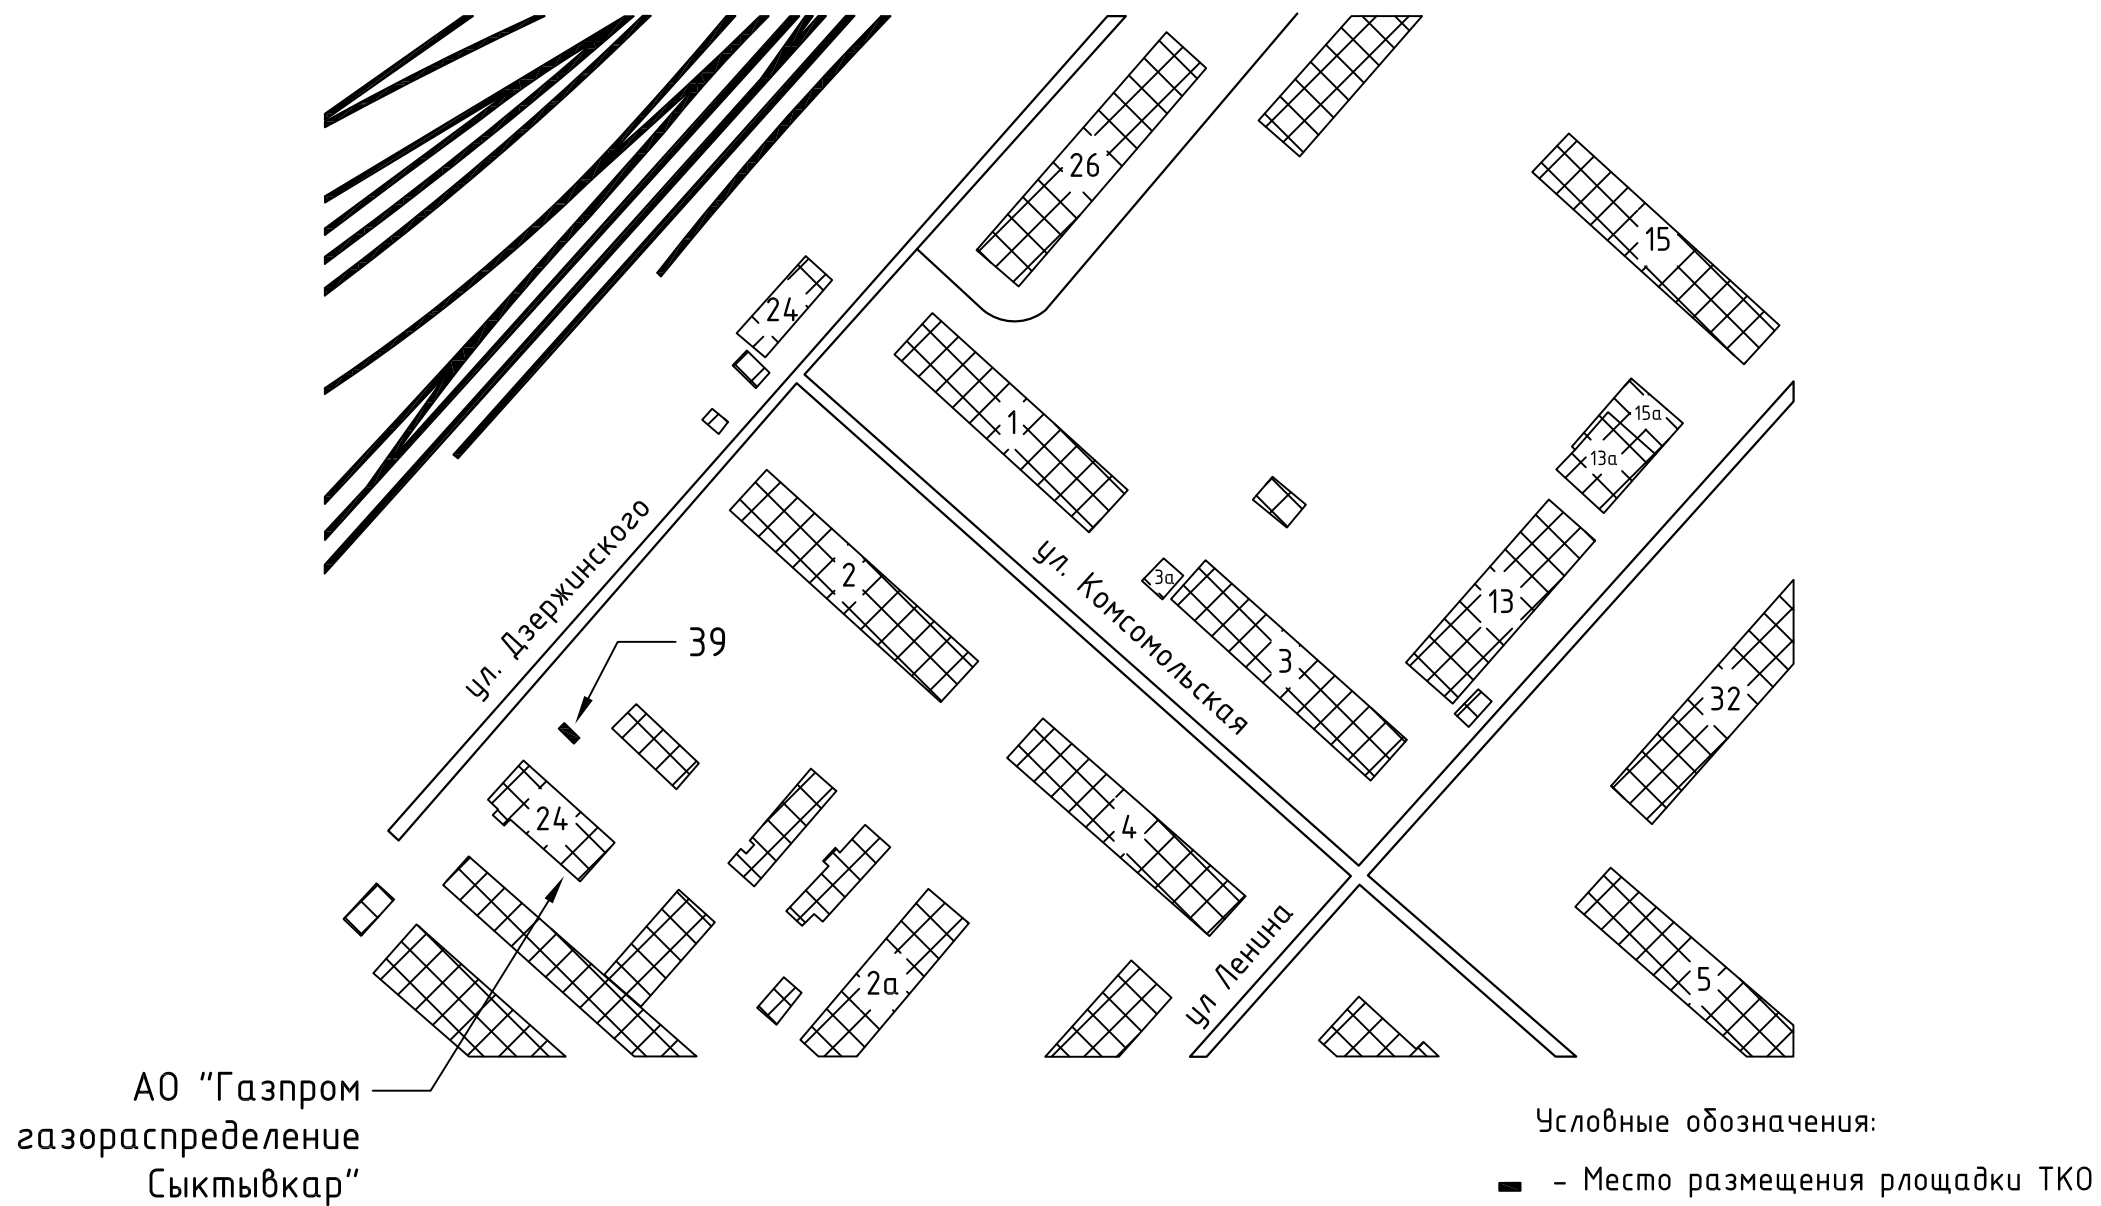 26
15
24
1
15а
13а
ул. Дзержинского
2
ул. Комсомольская
3а
13
3
39
32
24
4
ул Ленина
2а
5
АО "Газпром
газораспределение
Сыктывкар"
Условные обозначения:
- Место размещения рлощадки ТКО